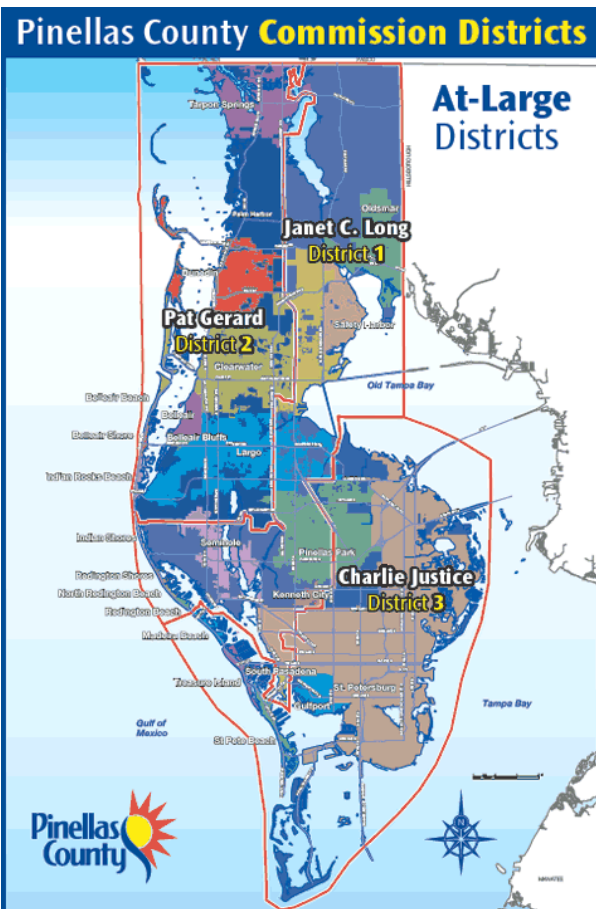 Pinellas County Commission Districts
At-Large
Districts
Tarpon Springs
HILLSBOROUGH
Palm Harbor
Oldsmar
Janet C. Long
District 1
Dunedin
Pat Gerard
District 2
Safety Harbor
Clearwater
Old Tampa Bay
Belleair Beach
Belleair
Belleair Shore
Belleair Bluffs
Largo
Indian Rocks Beach
Indian Shores
Seminole
Pinellas Park
Redington Shores
Charlie Justice
District 3
North Redington Beach
Kenneth City
Redington Beach
Madeira Beach
South Pasadena
Treasure Island
St. Petersburg
Gulfport
Tampa Bay
Gulf of
Mexico
St Pete Beach
N
Pinellas
County
MANATEE